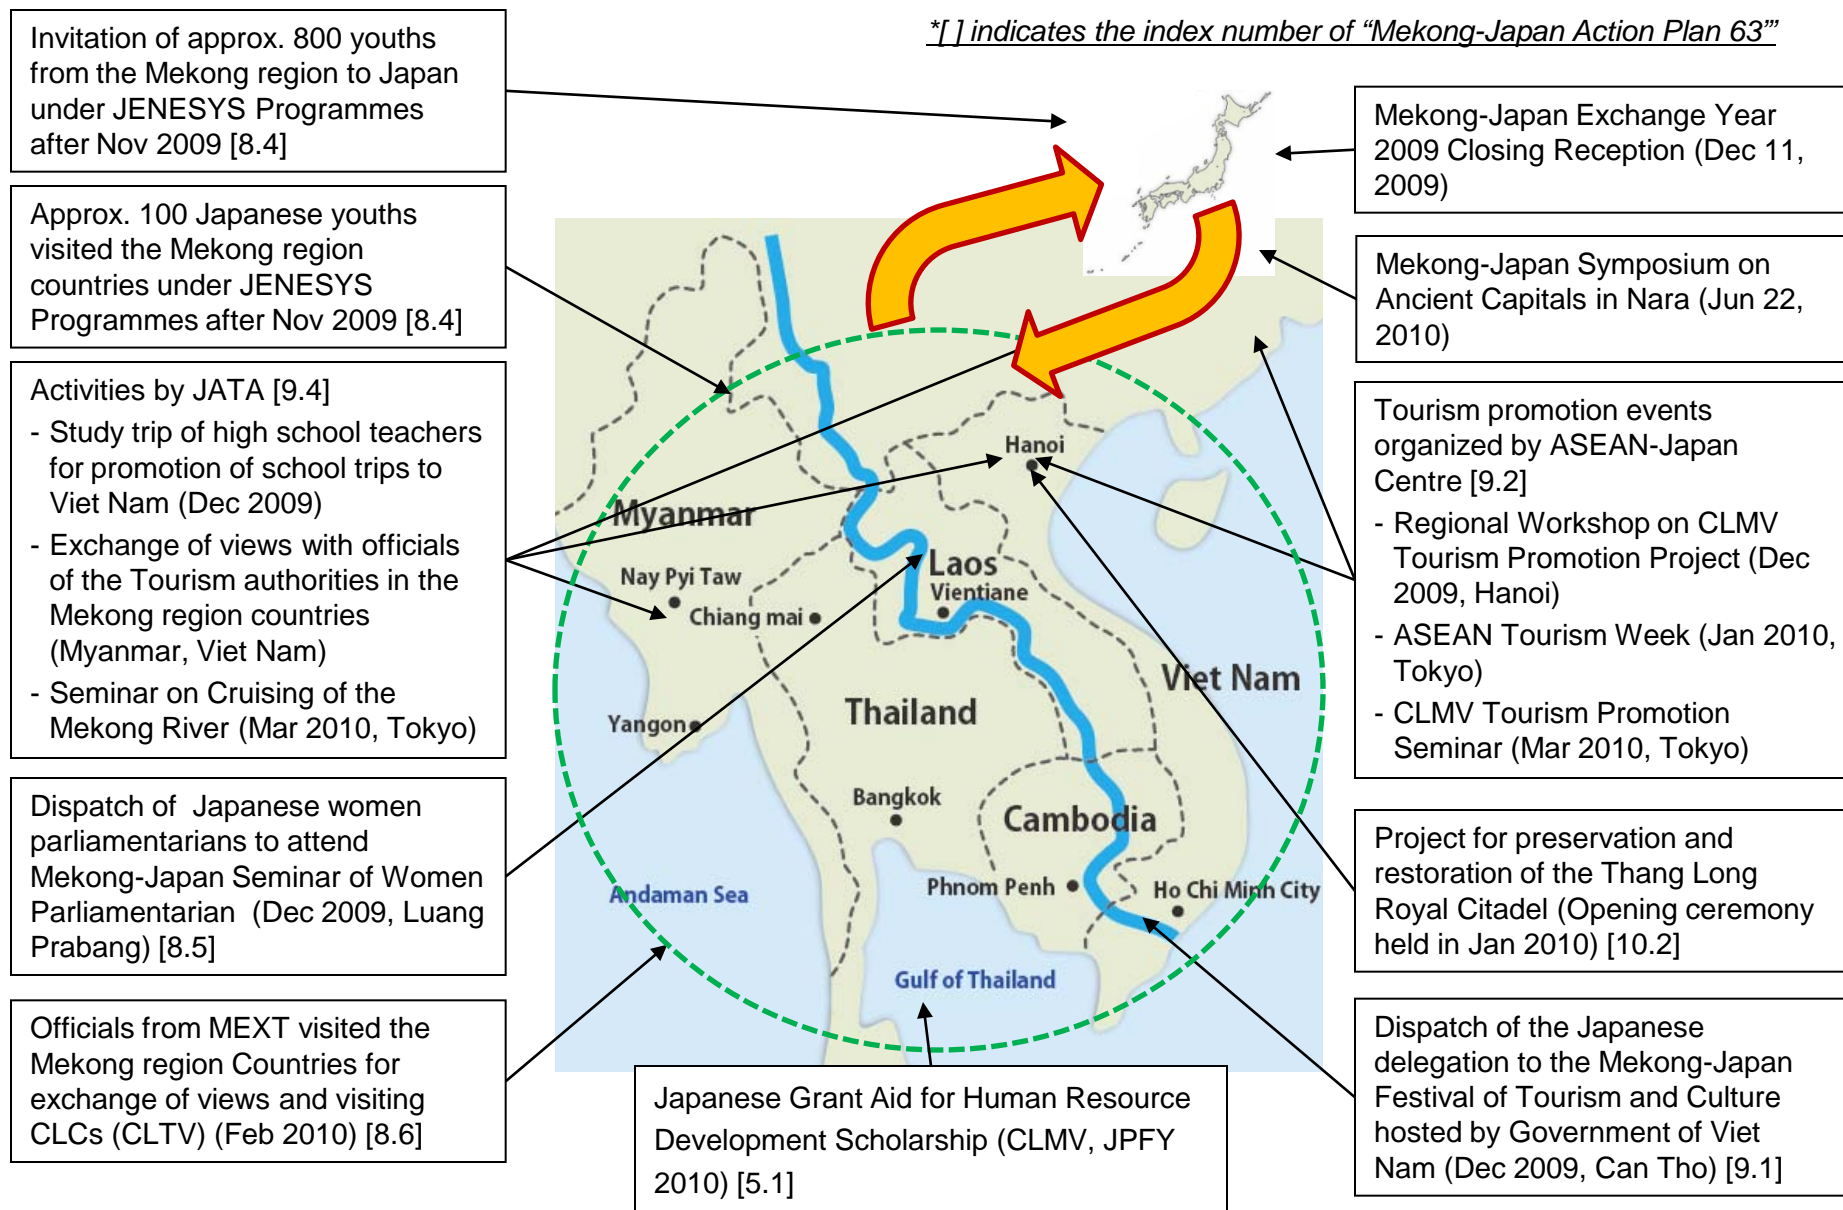 *[ ] indicates the index number of “Mekong-Japan Action Plan 63”’
Invitation of approx. 800 youths
from the Mekong region to Japan
under JENESYS Programmes
after Nov 2009 [8.4]
Approx. 100 Japanese youths
visited the Mekong region
countries under JENESYS
Programmes after Nov 2009 [8.4]
Activities by JATA [9.4]
- Study trip of high school teachers
for promotion of school trips to
Viet Nam (Dec 2009)
- Exchange of views with officials
of the Tourism authorities in the
Mekong region countries
(Myanmar, Viet Nam)
- Seminar on Cruising of the
Mekong River (Mar 2010, Tokyo)
Dispatch of Japanese women
parliamentarians to attend
Mekong-Japan Seminar of Women
Parliamentarian (Dec 2009, Luang
Prabang) [8.5]
Officials from MEXT visited the
Mekong region Countries for
exchange of views and visiting
CLCs (CLTV) (Feb 2010) [8.6]
Hanoi
Myanmar
Laos
Nay Pyi Taw
Vientiane
Chiang mai
Viet Nam
Thailand
Yangon
Bangkok
Cambodia
Phnom Penh
Ho Chi Minh City
Andaman Sea
Gulf of Thailand
Japanese Grant Aid for Human Resource
Development Scholarship (CLMV, JPFY
2010) [5.1]
Mekong-Japan Exchange Year
2009 Closing Reception (Dec 11,
2009)
Mekong-Japan Symposium on
Ancient Capitals in Nara (Jun 22,
2010)
Tourism promotion events
organized by ASEAN-Japan
Centre [9.2]
- Regional Workshop on CLMV
Tourism Promotion Project (Dec
2009, Hanoi)
- ASEAN Tourism Week (Jan 2010,
Tokyo)
- CLMV Tourism Promotion
Seminar (Mar 2010, Tokyo)
Project for preservation and
restoration of the Thang Long
Royal Citadel (Opening ceremony
held in Jan 2010) [10.2]
Dispatch of the Japanese
delegation to the Mekong-Japan
Festival of Tourism and Culture
hosted by Government of Viet
Nam (Dec 2009, Can Tho) [9.1]